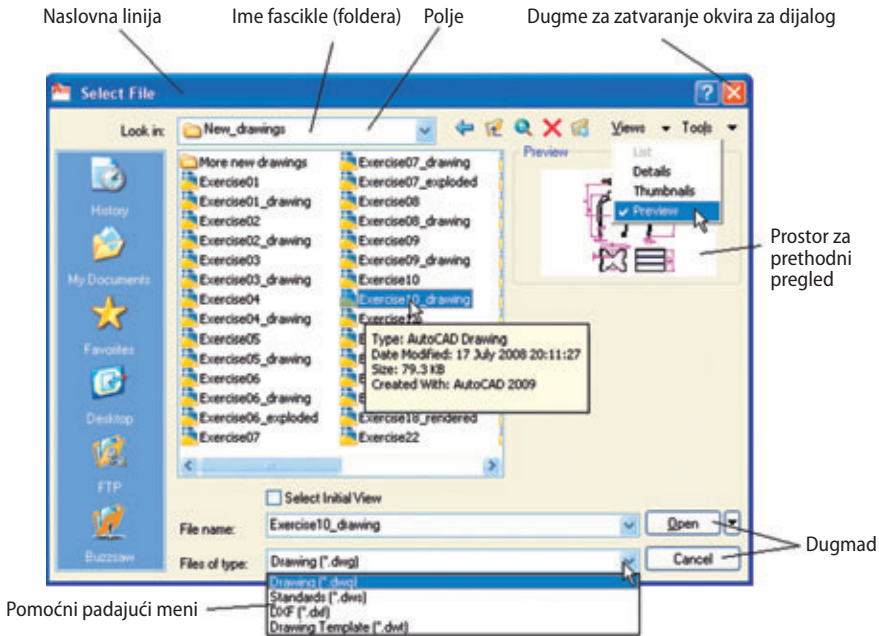 Naslovna linija
Ime fascikle (foldera)
Polje
Dugme za zatvaranje okvira za dijalog
Select File
Look in:
New_drawings
Views
Tools
History
My Documents
Favorites
Desktop
FTP
Buzzsaw
More new drawings
Exercise01
Exercise01_drawing
Exercise02
Exercise02_drawing
Exercise03
Exercise03_drawing
Exercise04
Exercise04_drawing
Exercise05
Exercise05_drawing
Exercise06
Exercise06_drawing
Exercise06_exploded
Exercise07
Exercise07_drawing
Exercise07_exploded
Exercise08
Exercise08_drawing
Exercise09
Exercise09_drawing
Exercise10
Exercise10_drawing
Type: AutoCAD Drawing
Date Modified: 17 July 2008 20:11:27
Size: 79.3 KB
Created With: AutoCAD 2009
Exercise18_rendered
Exercise22
Preview
List
Details
Thumbnails
Preview
Prostor za
prethodni
pregled
Select Initial View
File name:
Exercise10_drawing
Open
Files of type:
Drawing (*.dwg)
Cancel
Dugmad
Drawing (*.dwg)
Standards (*.dws)
DXF (*.dxf)
Drawing Template (*.dwt)
Pomoćni padajući meni